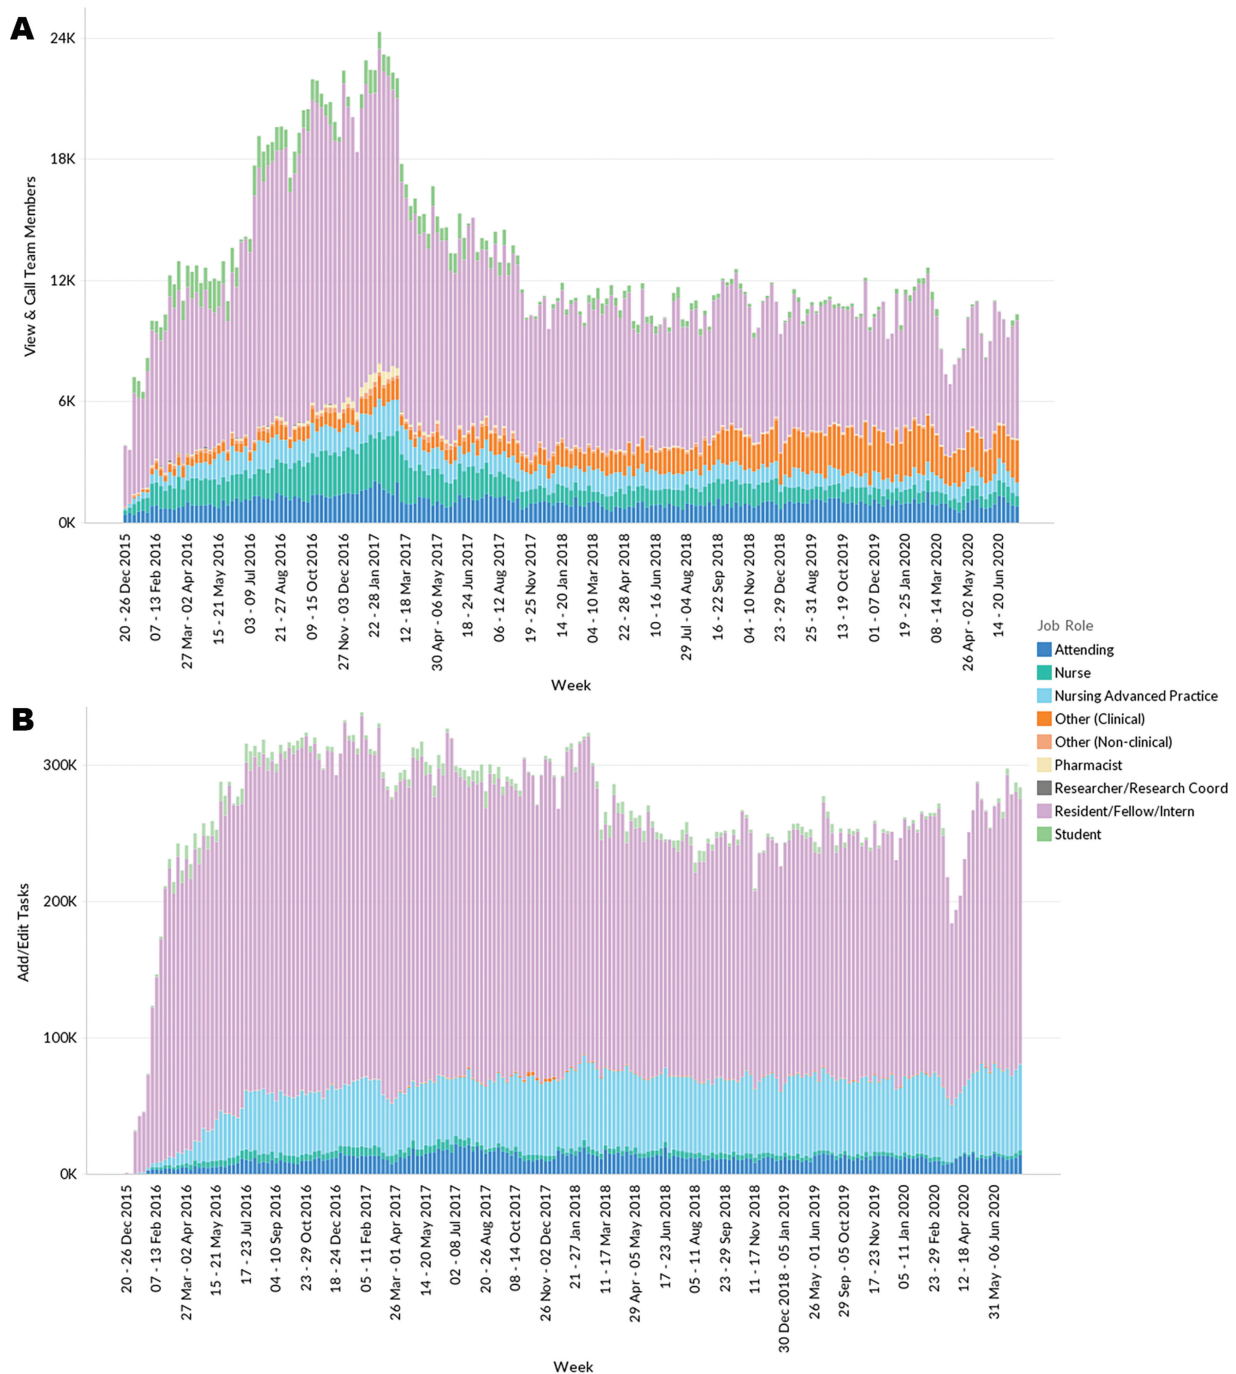 A
24K
18K
12K
6K
0K
View & Call Team Members
20 - 26 Dec 2015
07 - 13 Feb 2016
27 Mar - 02 Apr 2016
15 - 21 May 2016
03 - 09 Jul 2016
21 - 27 Aug 2016
09 - 15 Oct 2016
27 Nov - 03 Dec 2016
22 - 28 Jan 2017
12 - 18 Mar 2017
30 Apr - 06 May 2017
18 - 24 Jun 2017
06 - 12 Aug 2017
19 - 25 Nov 2017
14 - 20 Jan 2018
04 - 10 Mar 2018
22 - 28 Apr 2018
10 - 16 Jun 2018
29 Jul - 04 Aug 2018
16 - 22 Sep 2018
04 - 10 Nov 2018
23 - 29 Dec 2018
25 - 31 Aug 2019
13 - 19 Oct 2019
01 - 07 Dec 2019
19 - 25 Jan 2020
08 - 14 Mar 2020
26 Apr - 02 May 2020
14 - 20 Jun 2020
Week
Job Role
Attending
Nurse
Nursing Advanced Practice
Other (Clinical)
Other (Non-clinical)
Pharmacist
Researcher/Research Coord
Resident/Fellow/Intern
Student
B
300K
200K
100K
0K
Add/Edit Tasks
20 - 26 Dec 2015
07 - 13 Feb 2016
27 Mar - 02 Apr 2016
15 - 21 May 2016
17 - 23 Jul 2016
04 - 10 Sep 2016
23 - 29 Oct 2016
18 - 24 Dec 2016
05 - 11 Feb 2017
26 Mar - 01 Apr 2017
14 - 20 May 2017
02 - 08 Jul 2017
20 - 26 Aug 2017
08 - 14 Oct 2017
26 Nov - 02 Dec 2017
21 - 27 Jan 2018
11 - 17 Mar 2018
29 Apr - 05 May 2018
17 - 23 Jun 2018
05 - 11 Aug 2018
23 - 29 Sep 2018
11 - 17 Nov 2018
30 Dec 2018 - 05 Jan 2019
26 May - 01 Jun 2019
29 Sep - 05 Oct 2019
17 - 23 Nov 2019
05 - 11 Jan 2020
23 - 29 Feb 2020
12 - 18 Apr 2020
31 May - 06 Jun 2020
Week